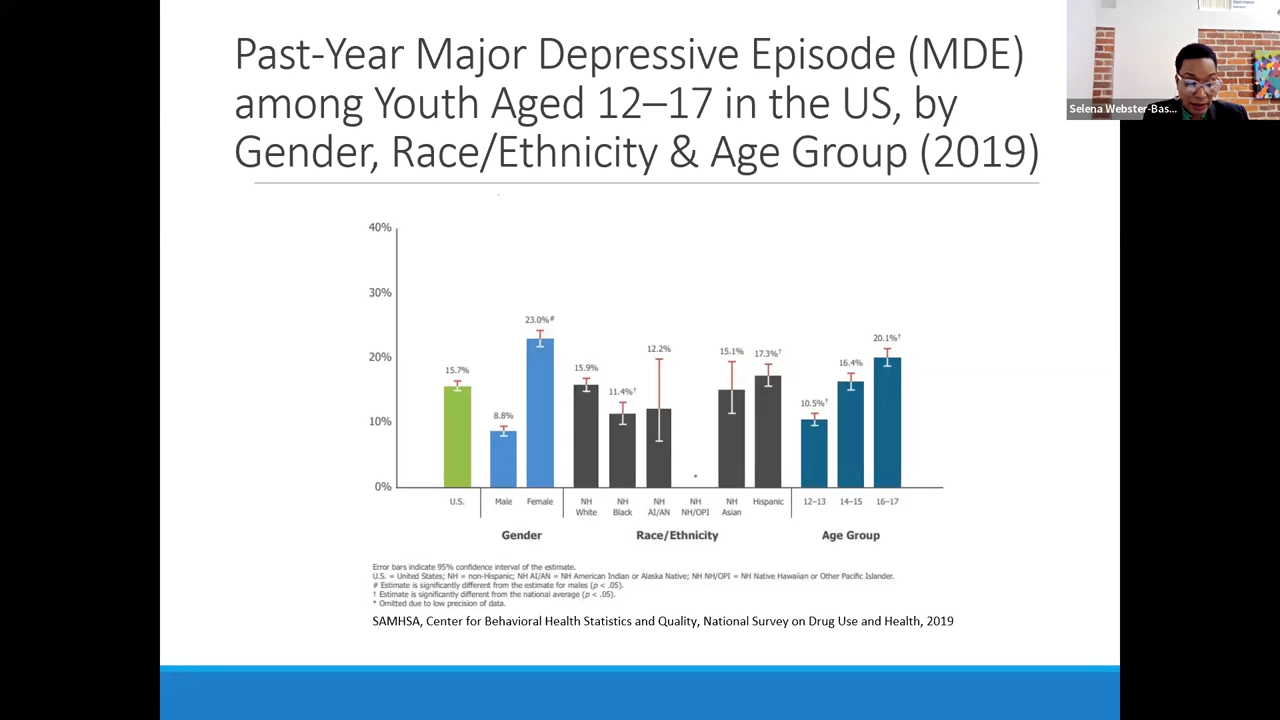 Past-Year Major Depressive Episode (MDE)
among Youth Aged 12–17 in the US, by
Gender, Race/Ethnicity & Age Group (2019)
Selena Webster-Bas...
40%
30%
20%
10%
0%
15.7%
8.8%
23.0%#
15.9%
11.4%†
12.2%
*
15.1%
17.3%†
10.5%†
16.4%
20.1%†
U.S.
Male
Female
NH
White
NH
Black
NH
AI/AN
NH
NH/OPI
NH
Asian
Hispanic
12–13
14–15
16–17
Gender
Race/Ethnicity
Age Group
Error bars indicate 95% confidence interval of the estimate.
U.S. = United States; NH = non-Hispanic; NH AI/AN = NH American Indian or Alaska Native; NH NH/OPI = NH Native Hawaiian or Other Pacific Islander.
# Estimate is significantly different from the estimate for males (p < .05).
† Estimate is significantly different from the national average (p < .05).
* Omitted due to low precision of data.
SAMHSA, Center for Behavioral Health Statistics and Quality, National Survey on Drug Use and Health, 2019